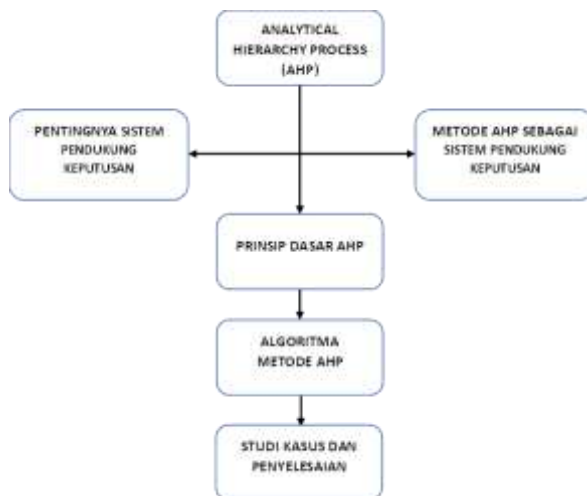 ANALYTICAL
HIERARCHY PROCESS
(AHP)
PENTINGNYA SISTEM
PENDUKUNG
KEPUTUSAN
METODE AHP SEBAGAI
SISTEM PENDUKUNG
KEPUTUSAN
PRINSIP DASAR AHP
ALGORITMA
METODE AHP
STUDI KASUS DAN
PENYELESAIAN